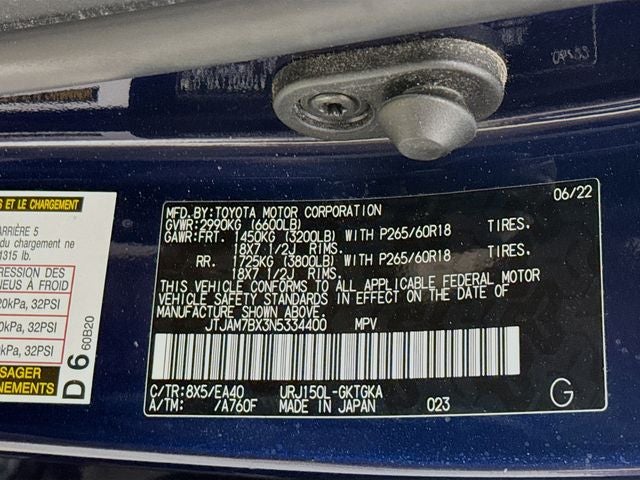 06/22
MFD. BY: TOYOTA MOTOR CORPORATION
GVWR: 2990KG (6600LB)
GAWR: FRT. 1450KG (3200LB) WITH P265/60R18 TIRES.
18X7 1/2J RIMS.
RR. 1725KG (3800LB) WITH P265/60R18 TIRES.
18X7 1/2J RIMS.
THIS VEHICLE CONFORMS TO ALL APPLICABLE FEDERAL MOTOR
VEHICLE SAFETY STANDARDS IN EFFECT ON THE DATE OF
MANUFACTURE SHOWN ABOVE.
JTJAM7BX3N5334400 MPV
C/TR: 8X5/EA40 URJ150L-GKTGKA
A/TM: /A760F MADE IN JAPAN 023
G
S ET LE CHARGEMENT
ARRIÈRE 5
du chargement ne
1315 lb.
RESSION DES
NEUS À FROID
20kPa, 32PSI
0kPa, 32PSI
0kPa, 32PSI
SAGER
NEMENTS
D 6 60B20